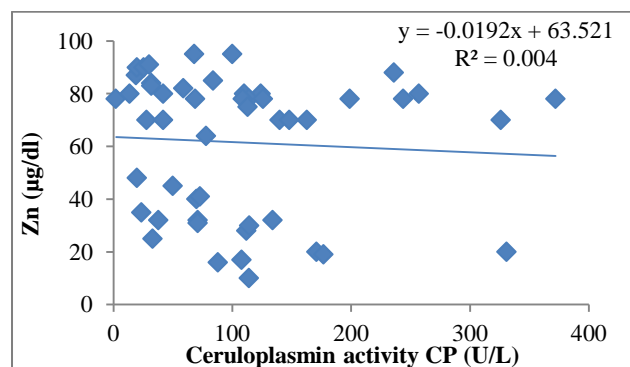 y = -0.0192x + 63.521
R² = 0.004
100
80
60
40
20
0
Zn (µg/dl)
0 100 200 300 400
Ceruloplasmin activity CP (U/L)